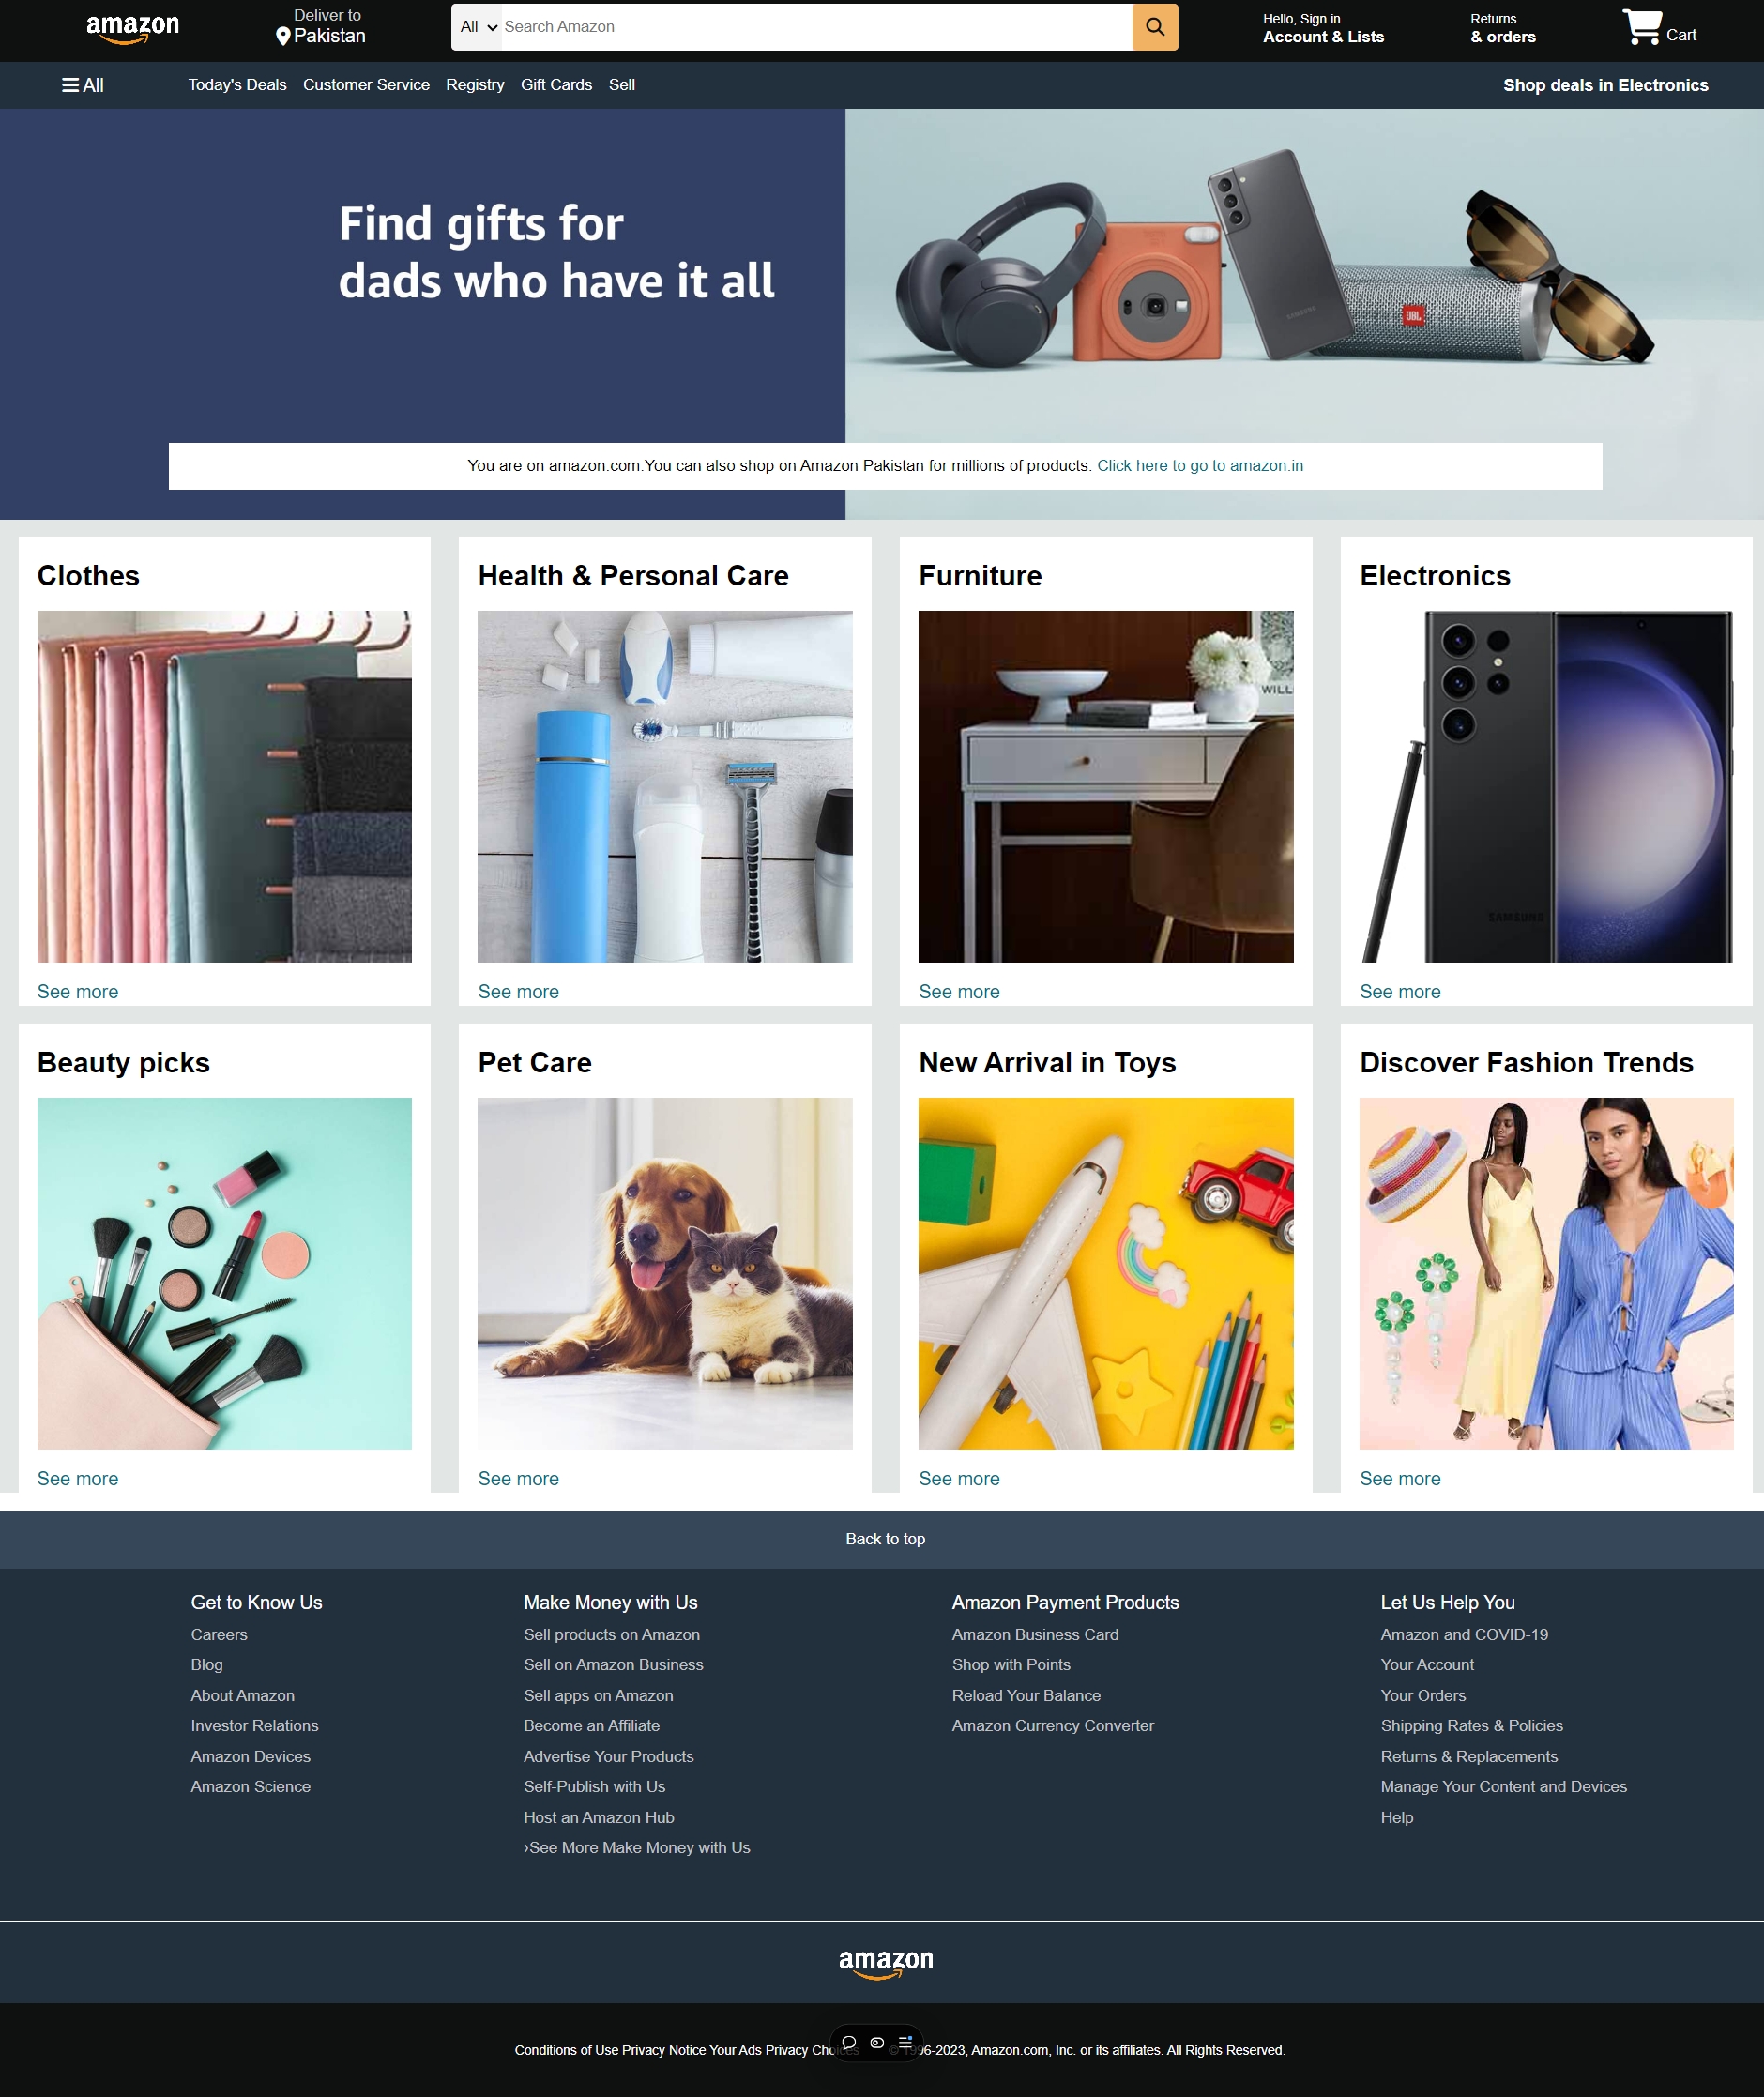 amazon
Deliver to
Pakistan
All
Search Amazon
Hello, Sign in
Account & Lists
Returns
& orders
Cart
All
Today's Deals
Customer Service
Registry
Gift Cards
Sell
Shop deals in Electronics
Find gifts for
dads who have it all
SAMSUNG
JBL
You are on amazon.com.You can also shop on Amazon Pakistan for millions of products. Click here to go to amazon.in
Clothes
Health & Personal Care
Furniture
Electronics
WILL
SAMSUNG
See more
See more
See more
See more
Beauty picks
Pet Care
New Arrival in Toys
Discover Fashion Trends
See more
See more
See more
See more
Back to top
Get to Know Us
Careers
Blog
About Amazon
Investor Relations
Amazon Devices
Amazon Science
Make Money with Us
Sell products on Amazon
Sell on Amazon Business
Sell apps on Amazon
Become an Affiliate
Advertise Your Products
Self-Publish with Us
Host an Amazon Hub
›See More Make Money with Us
Amazon Payment Products
Amazon Business Card
Shop with Points
Reload Your Balance
Amazon Currency Converter
Let Us Help You
Amazon and COVID-19
Your Account
Your Orders
Shipping Rates & Policies
Returns & Replacements
Manage Your Content and Devices
Help
amazon
Conditions of Use Privacy Notice Your Ads Privacy Choices © 1996-2023, Amazon.com, Inc. or its affiliates. All Rights Reserved.